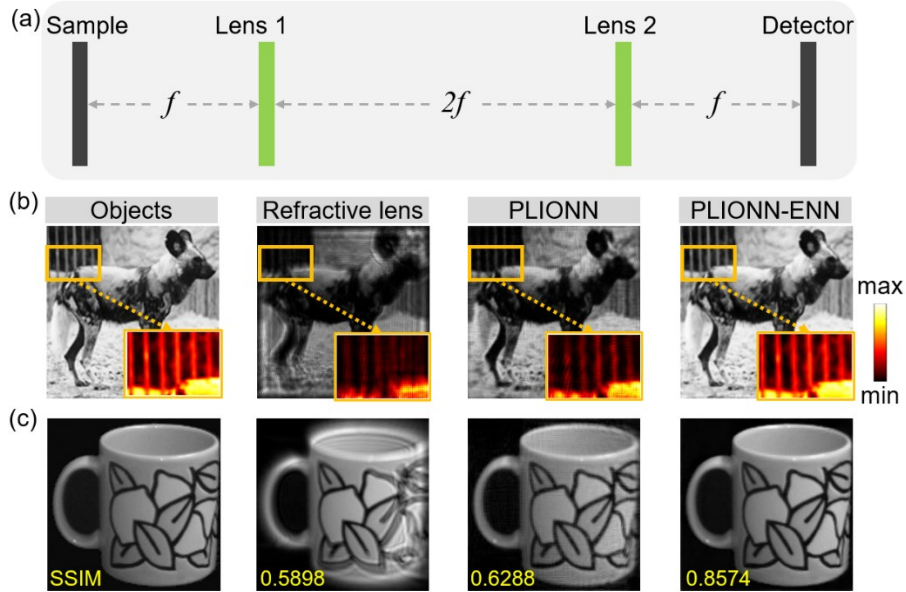 (a)
Sample
Lens 1
Lens 2
Detector
f
2f
f
(b)
Objects
Refractive lens
PLIONN
PLIONN-ENN
max
min
(c)
SSIM
0.5898
0.6288
0.8574